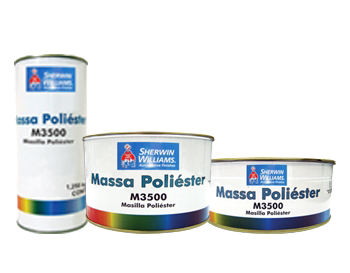 SHERWIN
WILLIAMS.
Massa Poliéster
M3500
Masilla Poliéster
SHERWIN
WILLIAMS.
Massa Poliéster
M3500
Masilla Poliéster
SHERWIN
WILLIAMS.
Massa Poliéster
M3500
Masilla Poliéster